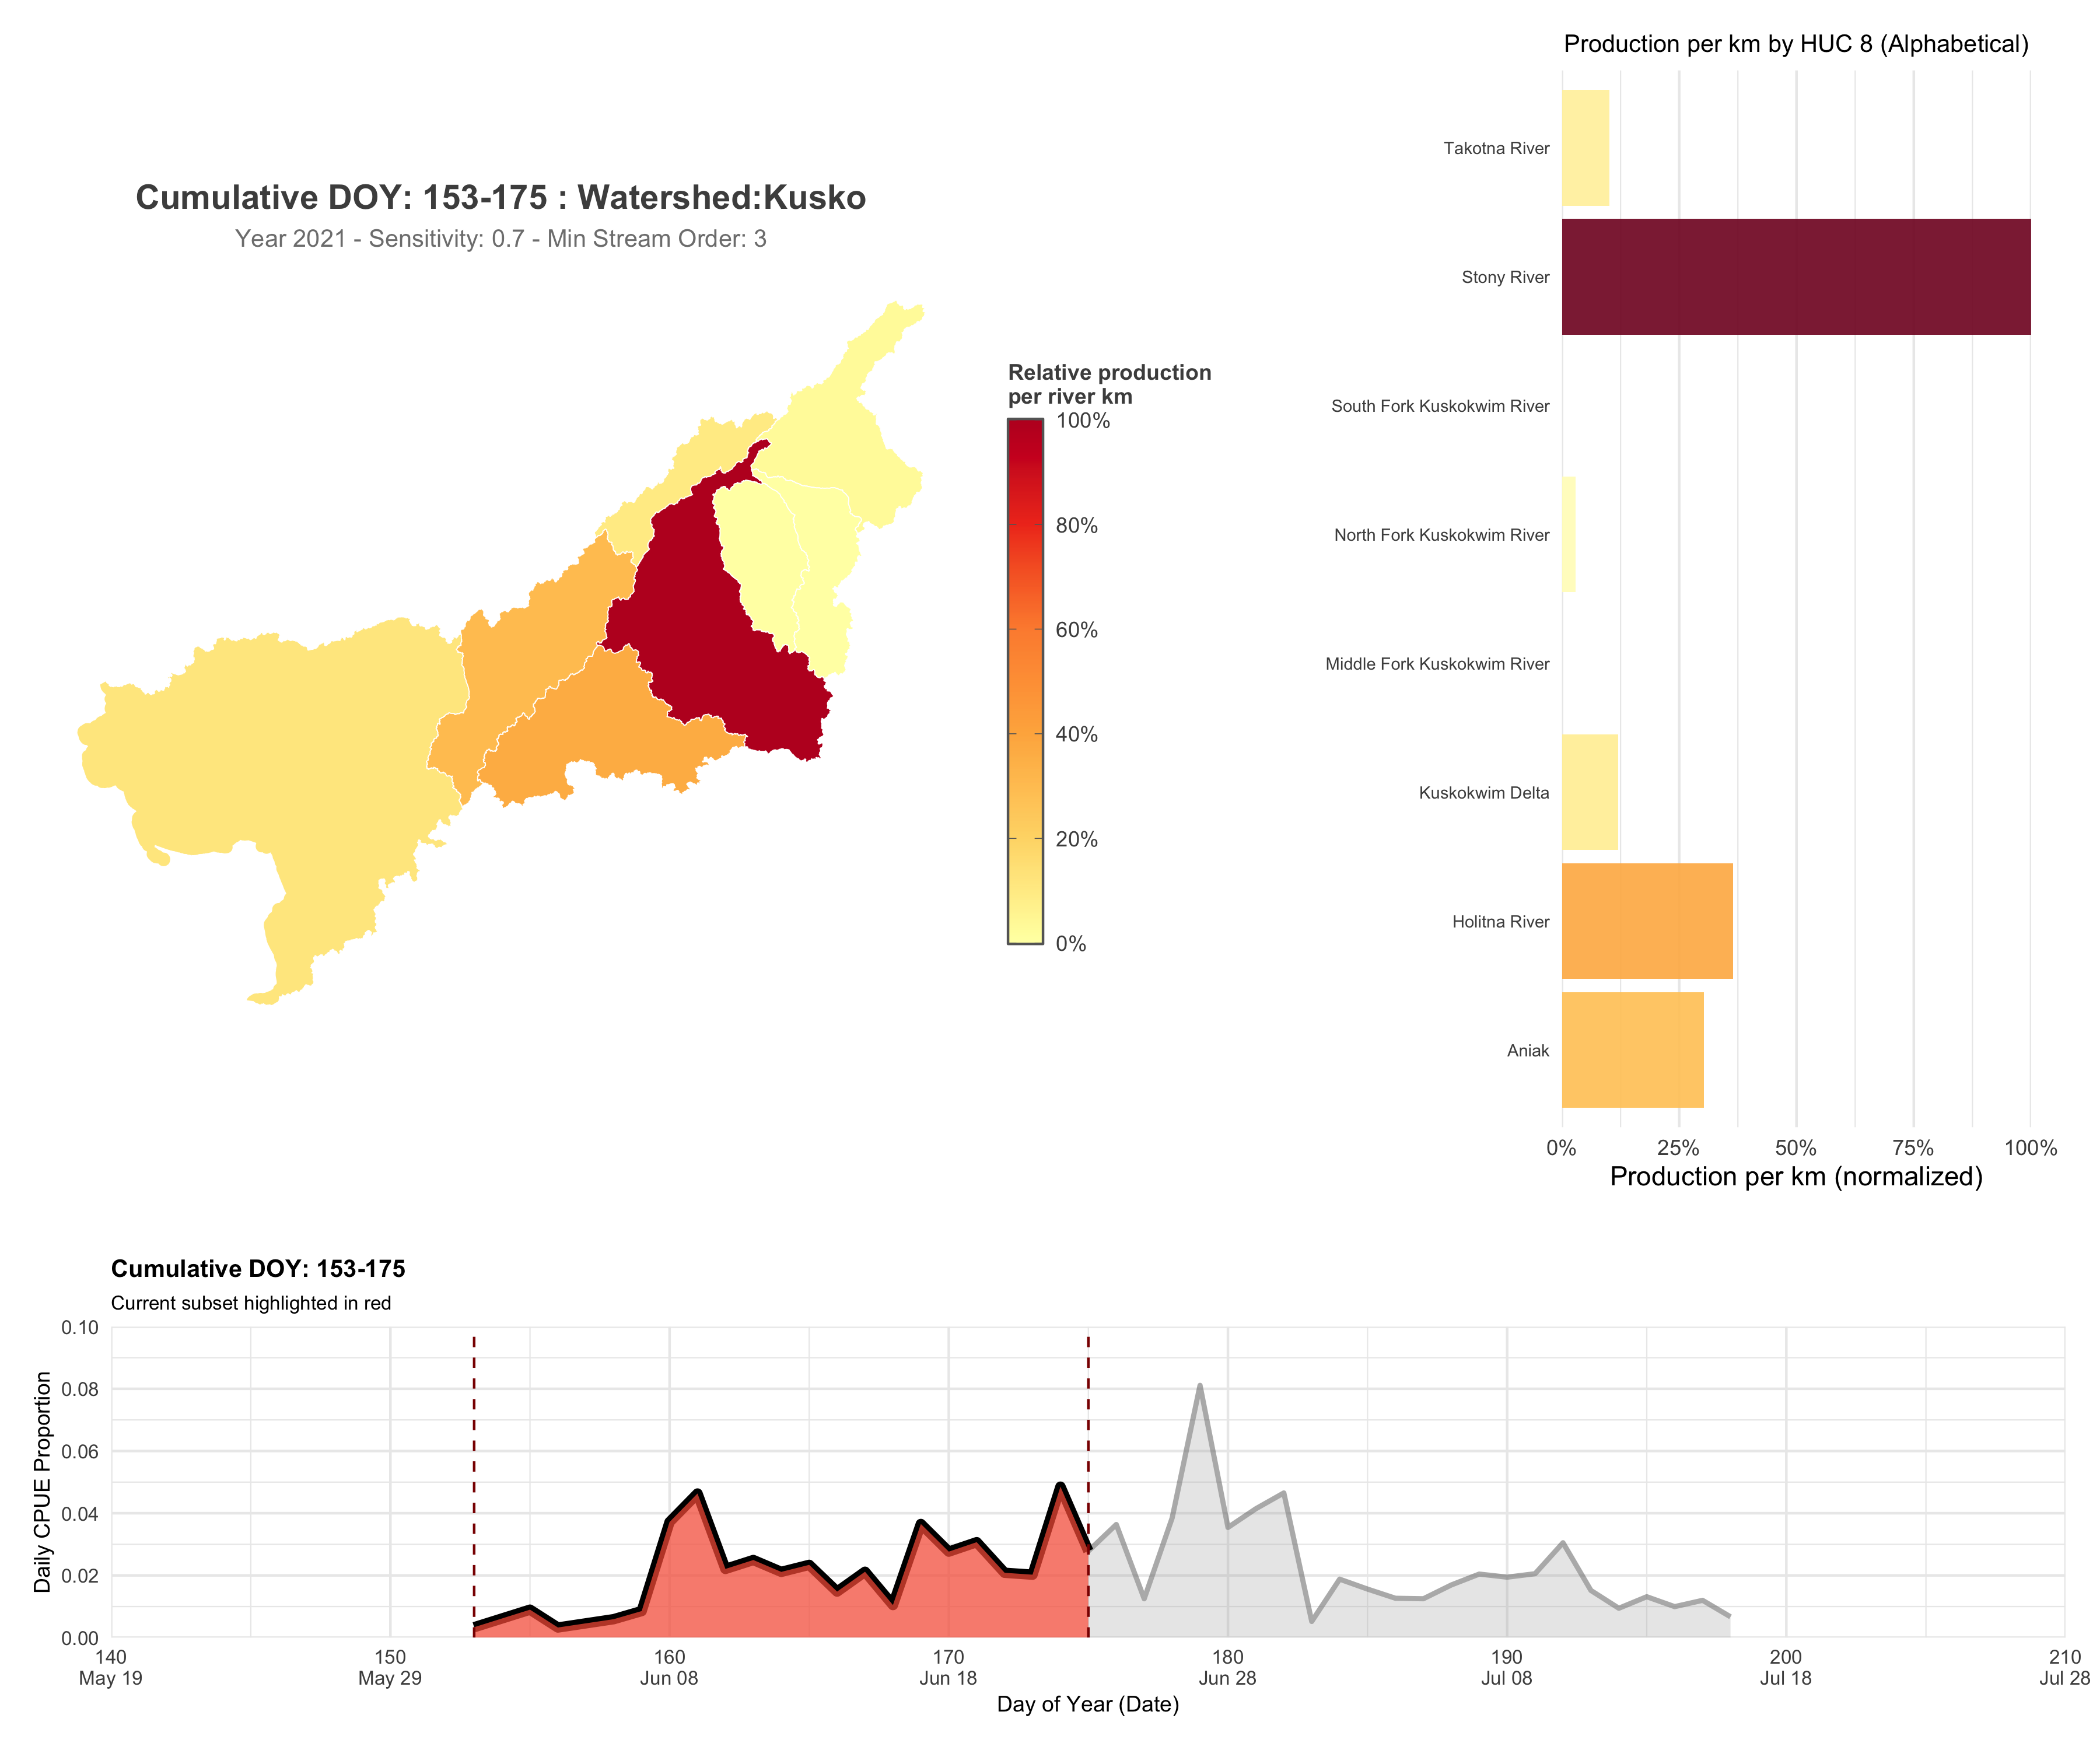 Cumulative DOY: 153-175 : Watershed:Kusko
Year 2021 - Sensitivity: 0.7 - Min Stream Order: 3
Relative production
per river km
100%
80%
60%
40%
20%
0%
Production per km by HUC 8 (Alphabetical)
Takotna River
Stony River
South Fork Kuskokwim River
North Fork Kuskokwim River
Middle Fork Kuskokwim River
Kuskokwim Delta
Holitna River
Aniak
0% 25% 50% 75% 100%
Production per km (normalized)
Cumulative DOY: 153-175
Current subset highlighted in red
Daily CPUE Proportion
0.10
0.08
0.06
0.04
0.02
0.00
140 150 160 170 180 190 200 210
May 19 May 29 Jun 08 Jun 18 Jun 28 Jul 08 Jul 18 Jul 28
Day of Year (Date)